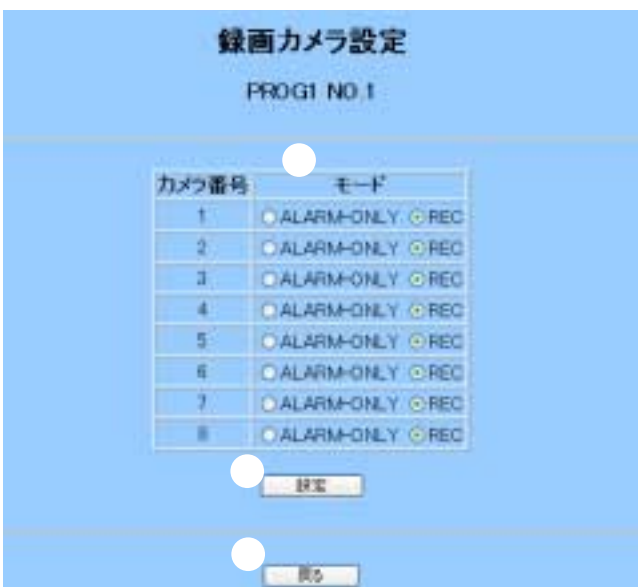 録画カメラ設定
PROG1 NO.1
カメラ番号 モード
1 ALARM-ONLY REC
2 ALARM-ONLY REC
3 ALARM-ONLY REC
4 ALARM-ONLY REC
5 ALARM-ONLY REC
6 ALARM-ONLY REC
7 ALARM-ONLY REC
8 ALARM-ONLY REC
設定
戻る